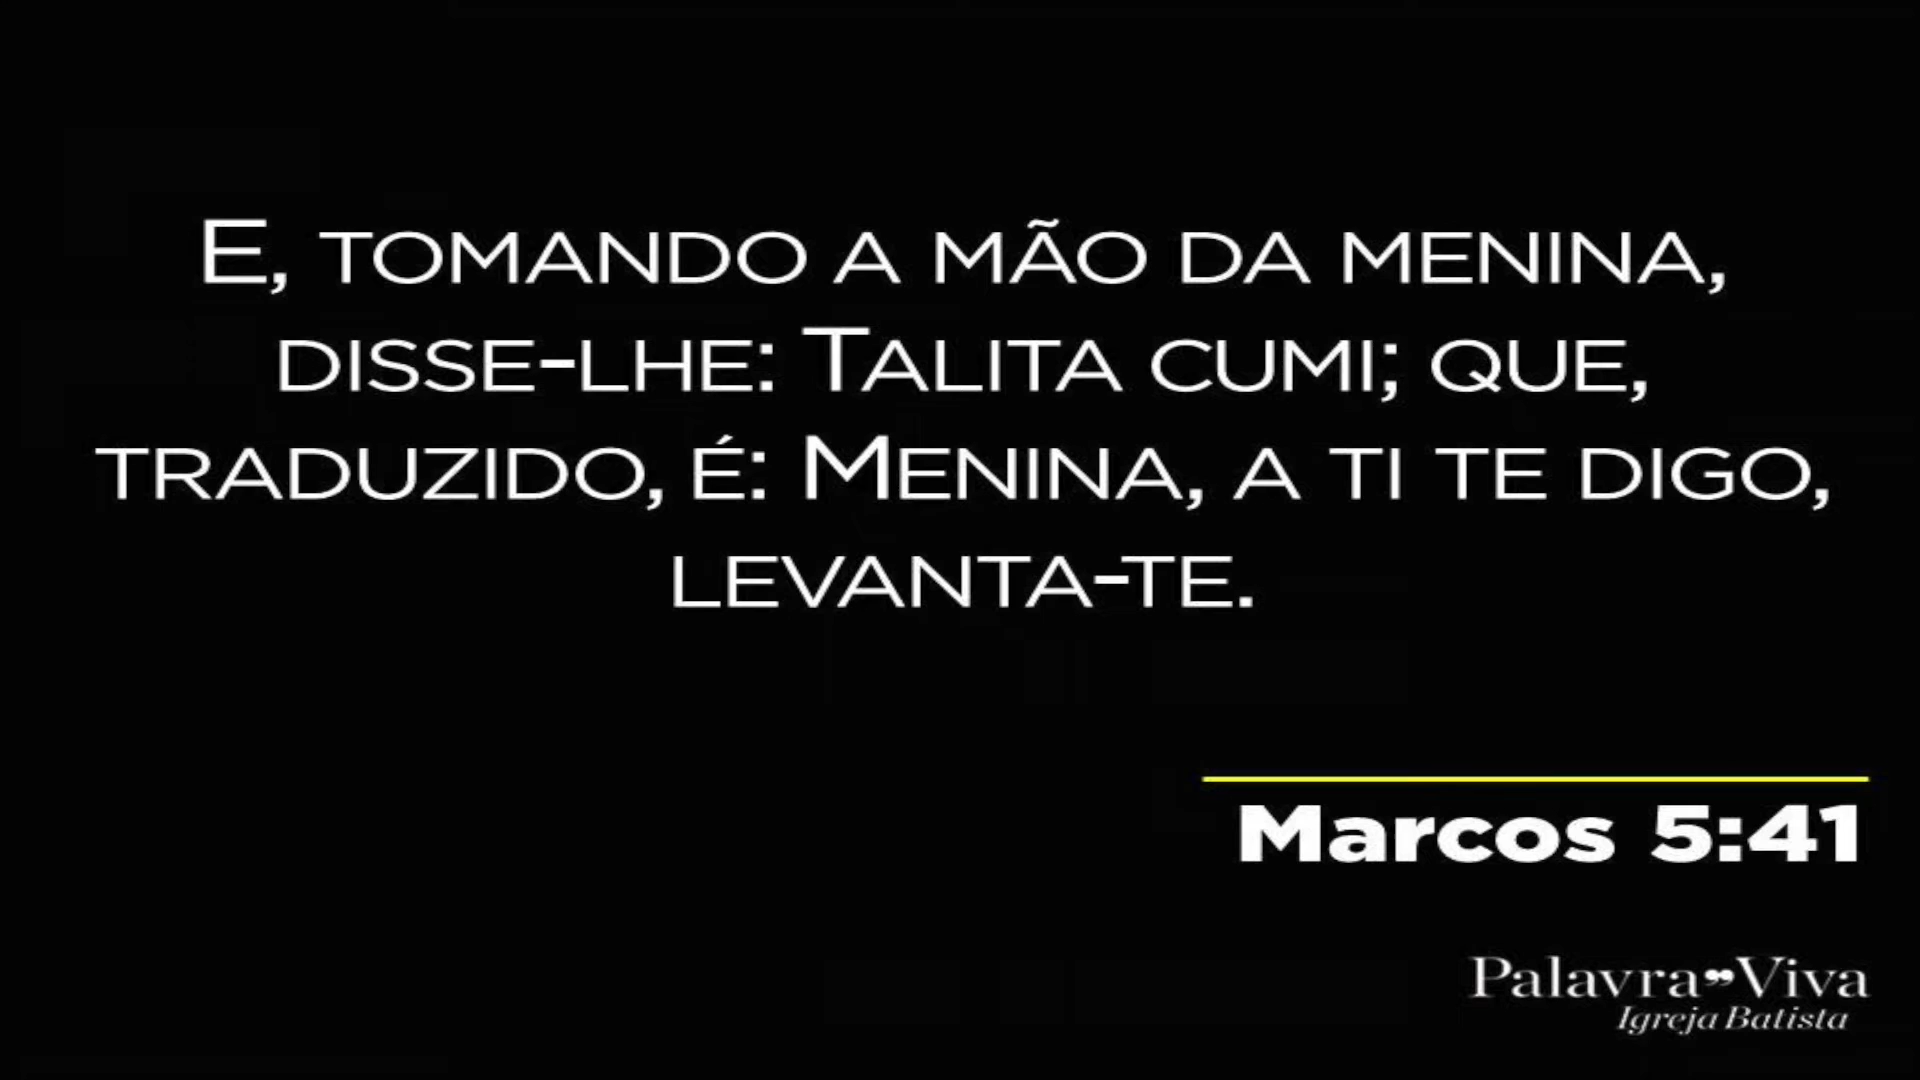 E, TOMANDO A MÃO DA MENINA,
DISSE-LHE: TALITA CUMI; QUE,
TRADUZIDO, É: MENINA, A TI TE DIGO,
LEVANTA-TE.
Marcos 5:41
Palavra”Viva
Igreja Batista